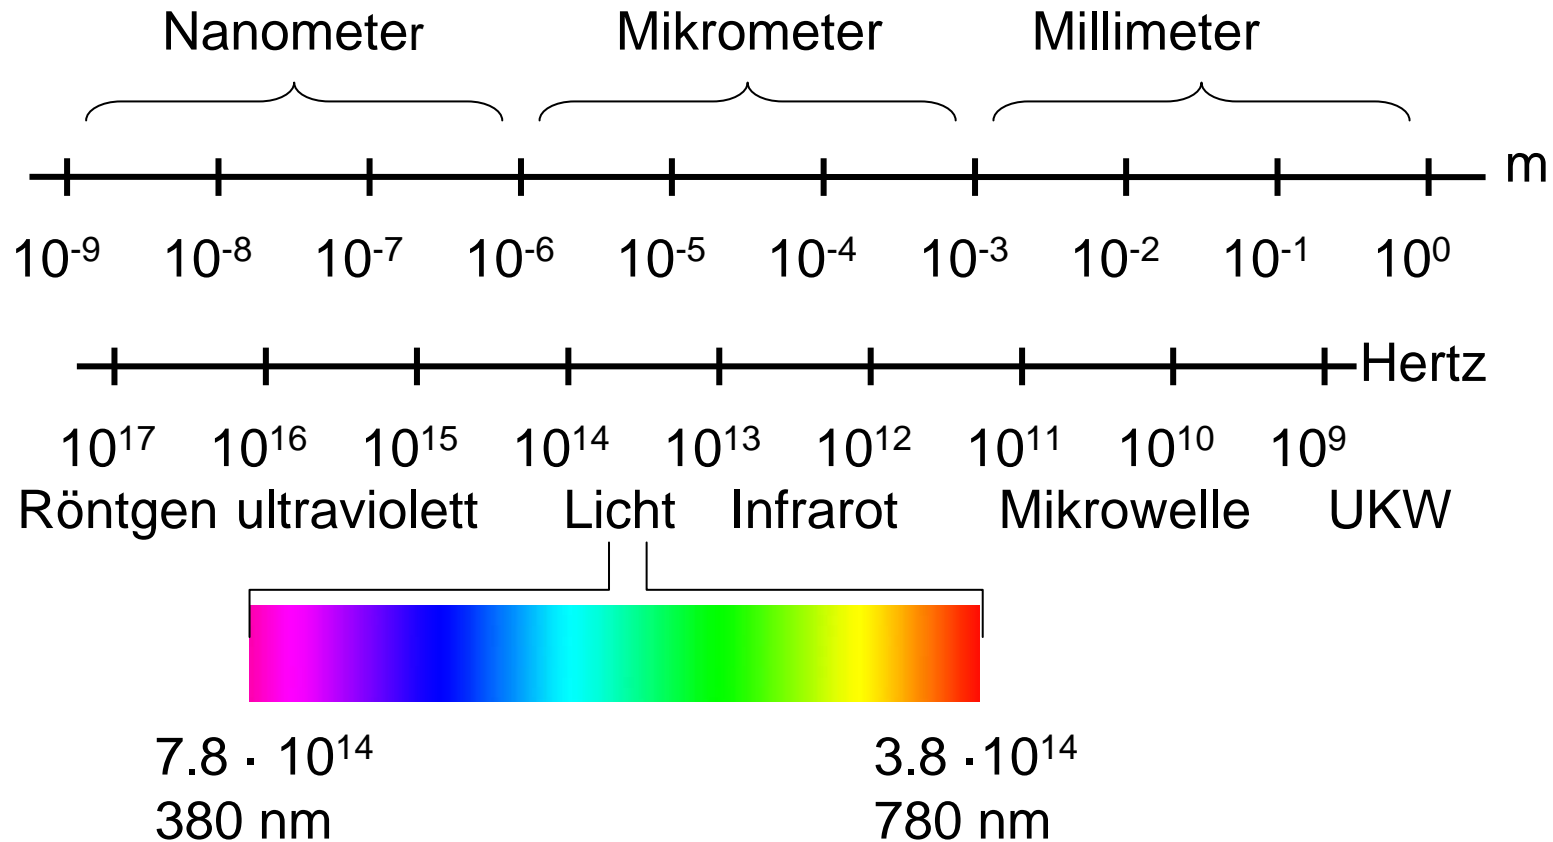 Nanometer Mikrometer Millimeter
m
10⁻⁹ 10⁻⁸ 10⁻⁷ 10⁻⁶ 10⁻⁵ 10⁻⁴ 10⁻³ 10⁻² 10⁻¹ 10⁰
Hertz
10¹⁷ 10¹⁶ 10¹⁵ 10¹⁴ 10¹³ 10¹² 10¹¹ 10¹⁰ 10⁹
Röntgen ultraviolett Licht Infrarot Mikrowelle UKW
7.8 · 10¹⁴ 3.8 ·10¹⁴
380 nm 780 nm